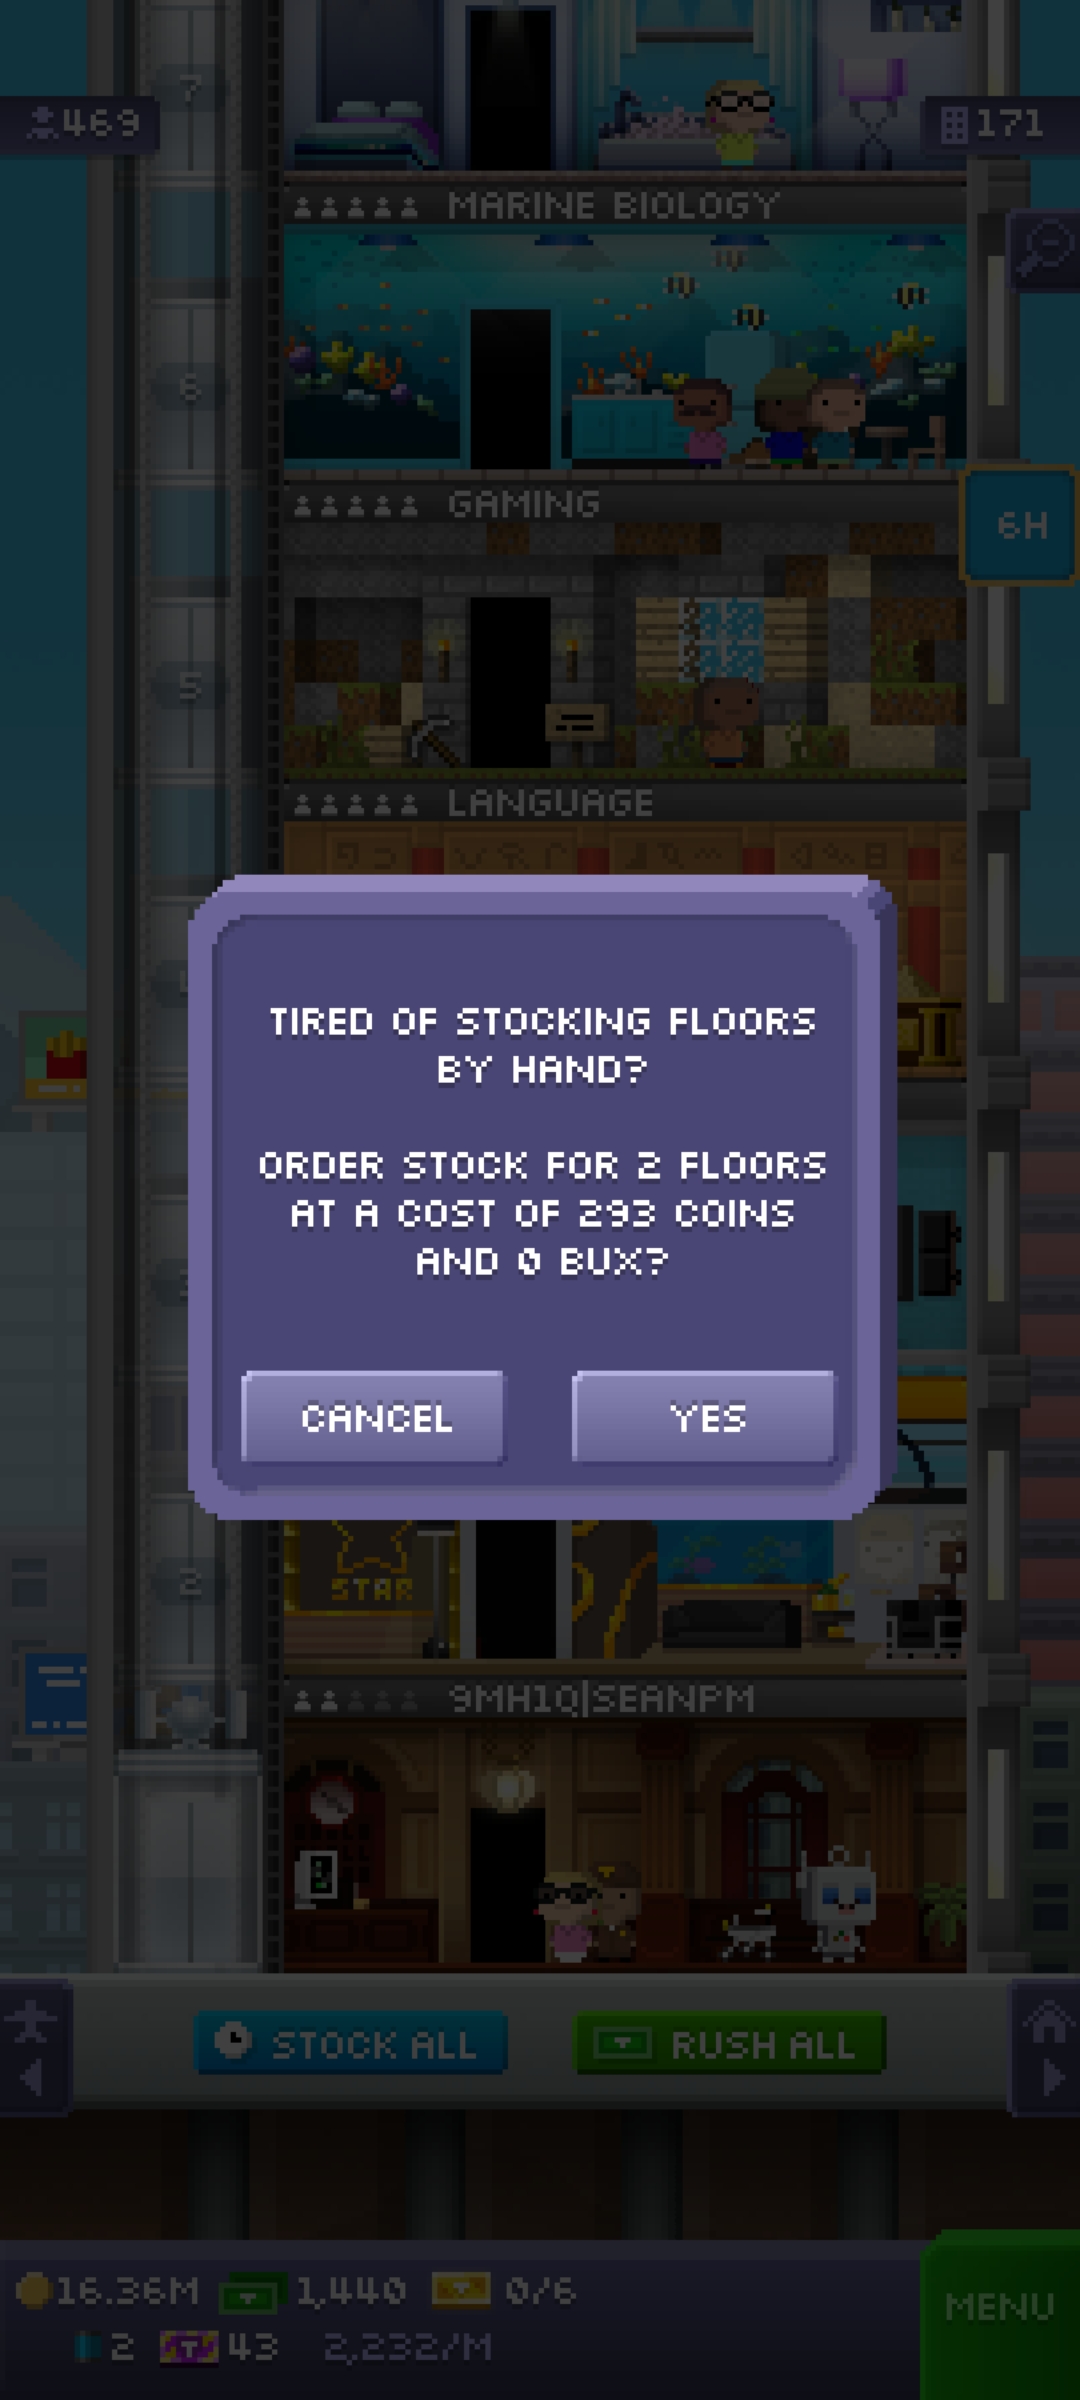 7
469
171
MARINE BIOLOGY
6
GAMING
6H
5
LANGUAGE
TIRED OF STOCKING FLOORS
BY HAND?
ORDER STOCK FOR 2 FLOORS
AT A COST OF 293 COINS
AND 0 BUX?
CANCEL
YES
2
STAR
9MH1Q|SEANPM
STOCK ALL
RUSH ALL
16.36M
1,440
0/6
MENU
2
43
2,232/M